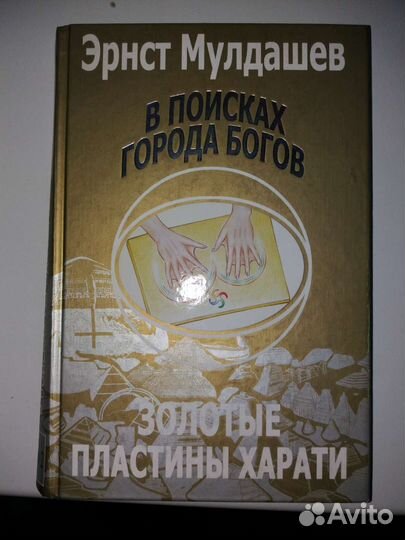 Эрнст Мулдашев
В ПОИСКАХ
ГОРОДА БОГОВ
ЗОЛОТЫЕ
ПЛАСТИНЫ ХАРАТИ
Avito